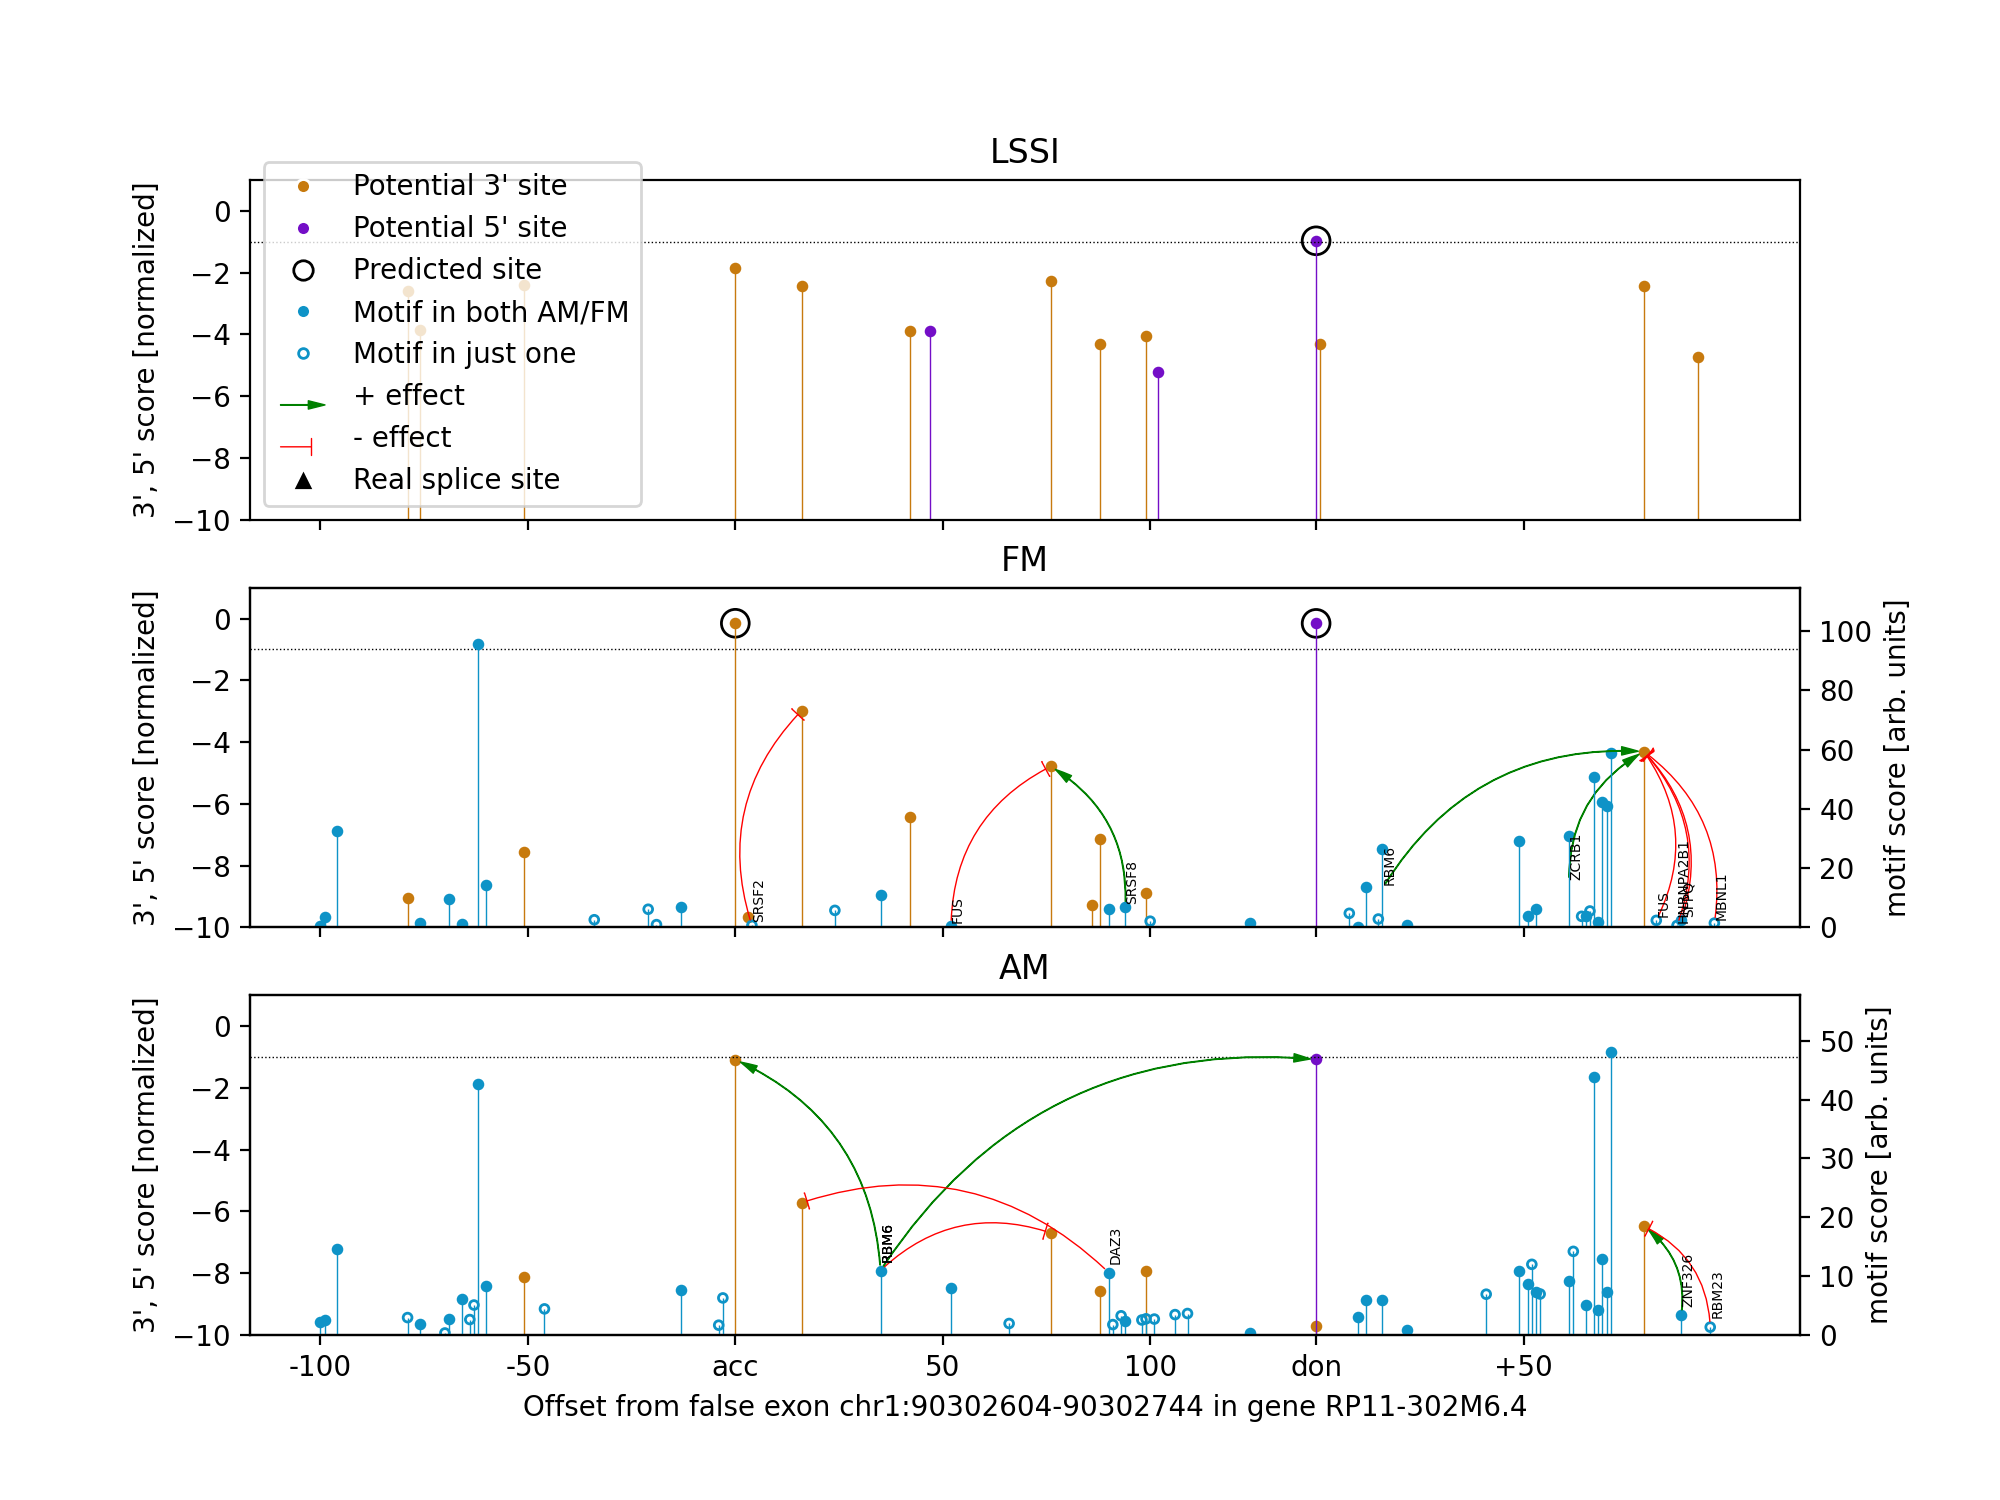 LSSI
3', 5' score [normalized]
0
−2
−4
−6
−8
−10
Potential 3' site
Potential 5' site
Predicted site
Motif in both AM/FM
Motif in just one
+ effect
- effect
Real splice site
FM
3', 5' score [normalized]
0
−2
−4
−6
−8
−10
SRSF2
FUS
SRSF8
RBM6
ZCRB1
FUS
HNRNPA2B1
SFPQ
MBNL1
100
80
60
40
20
0
motif score [arb. units]
AM
3', 5' score [normalized]
0
−2
−4
−6
−8
−10
RBM6
DAZ3
ZNF326
RBM23
50
40
30
20
10
0
motif score [arb. units]
-100
-50
acc
50
100
don
+50
Offset from false exon chr1:90302604-90302744 in gene RP11-302M6.4